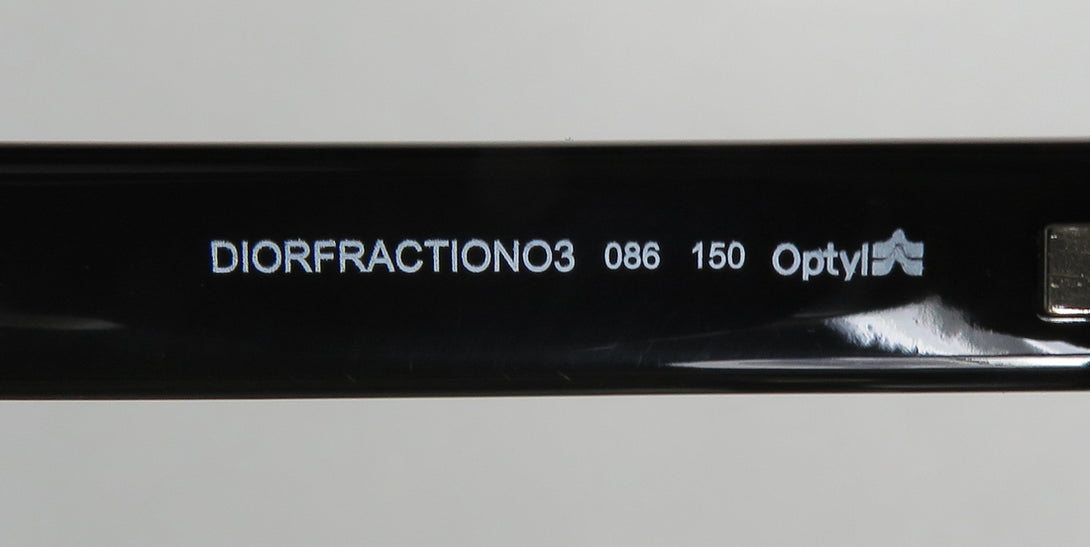 DIORFRACTIONO3 086 150 Optyl